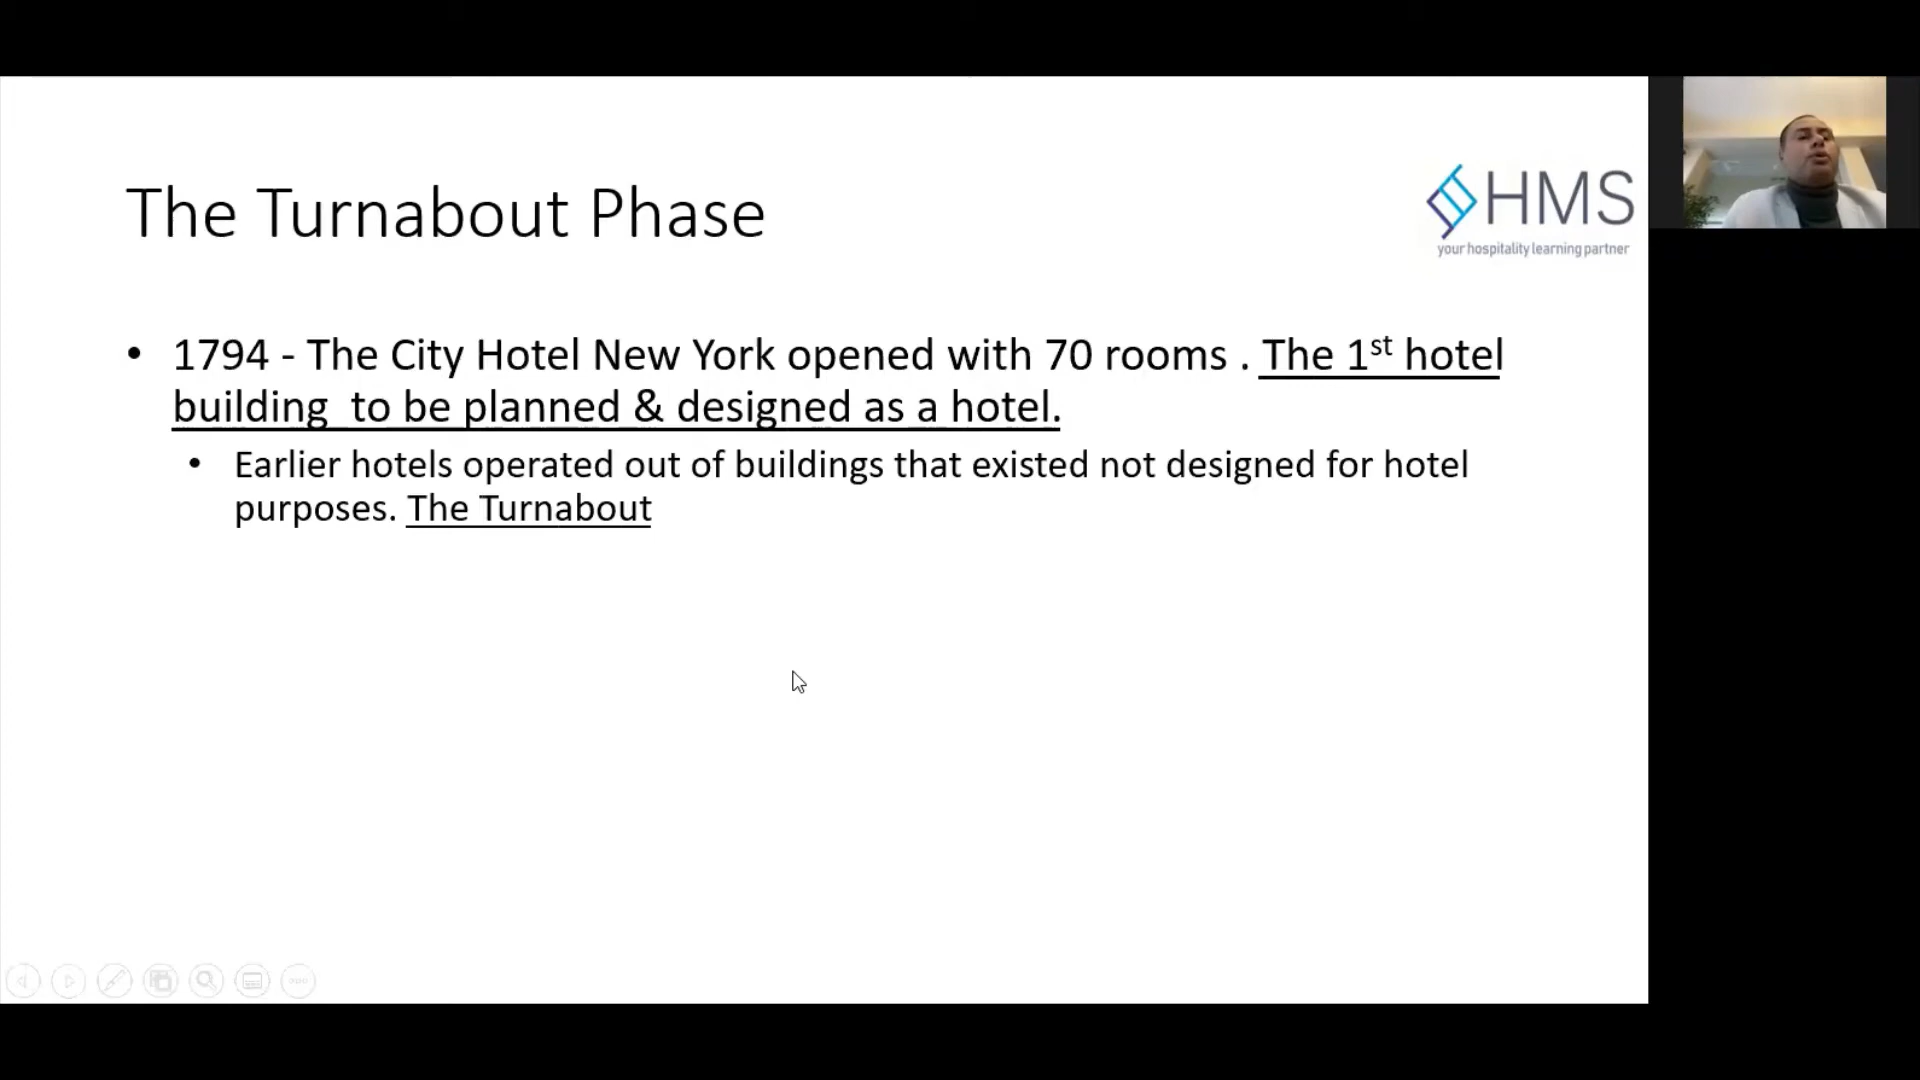 The Turnabout Phase
HMS
your hospitality learning partner
• 1794 - The City Hotel New York opened with 70 rooms . The 1st hotel
building  to be planned & designed as a hotel.
• Earlier hotels operated out of buildings that existed not designed for hotel
purposes. The Turnabout